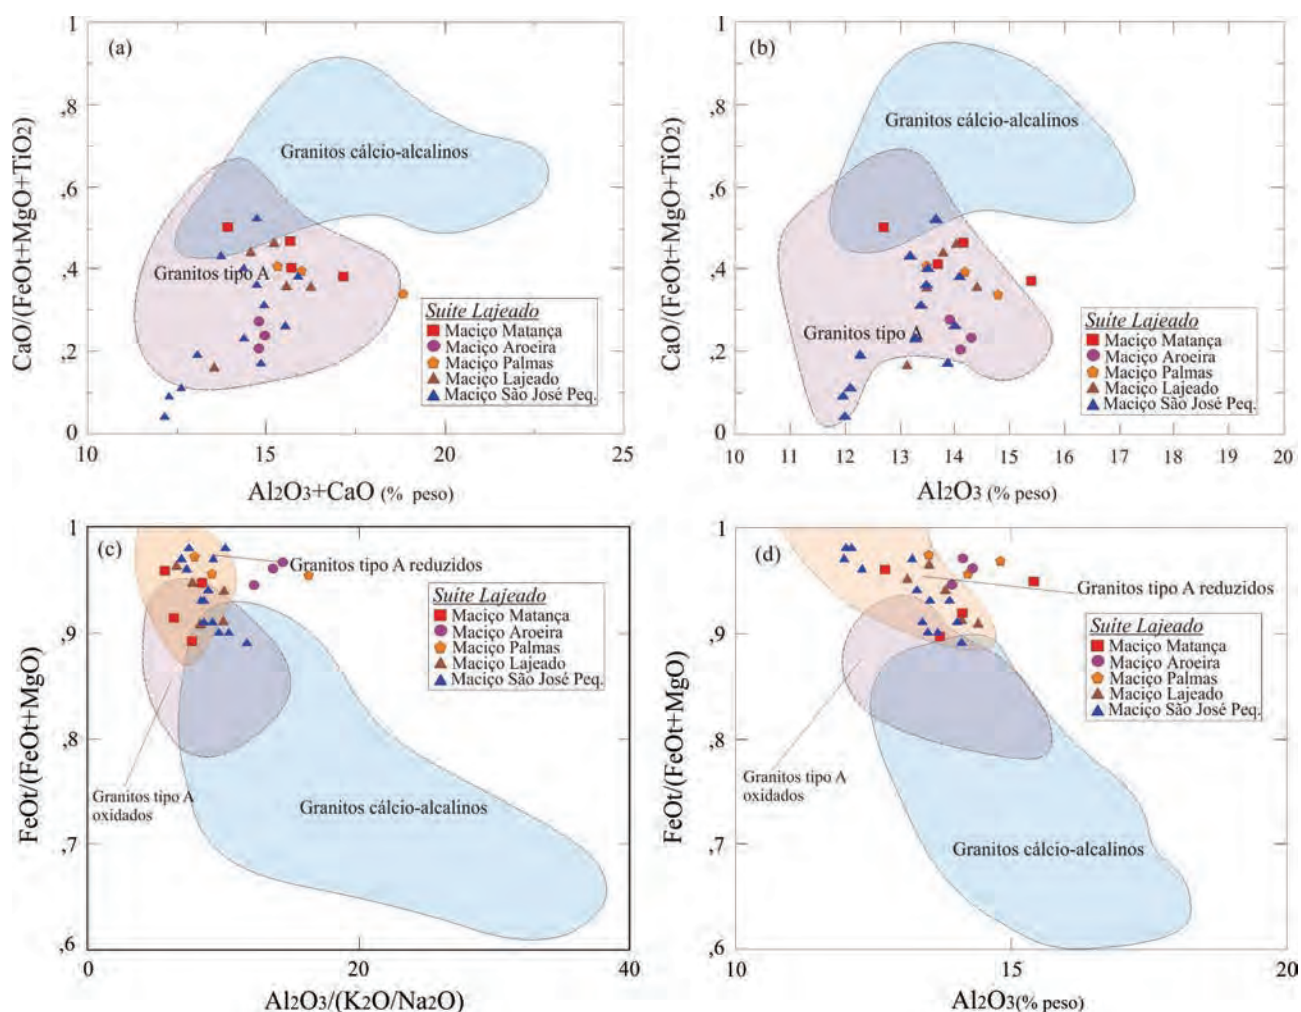 (a)
1
,8
,6
,4
,2
0
CaO/(FeOt+MgO+TiO2)
Granitos cálcio-alcalinos
Granitos tipo A
Suíte Lajeado
Maciço Matança
Maciço Aroeira
Maciço Palmas
Maciço Lajeado
Maciço São José Peq.
10
15
20
25
Al2O3+CaO (% peso)
(b)
1
,8
,6
,4
,2
0
CaO/(FeOt+MgO+TiO2)
Granitos cálcio-alcalinos
Granitos tipo A
Suíte Lajeado
Maciço Matança
Maciço Aroeira
Maciço Palmas
Maciço Lajeado
Maciço São José Peq.
10 11 12 13 14 15 16 17 18 19 20
Al2O3 (% peso)
(c)
1
,9
,8
,7
,6
FeOt/(FeOt+MgO)
Granitos tipo A reduzidos
Suíte Lajeado
Maciço Matança
Maciço Aroeira
Maciço Palmas
Maciço Lajeado
Maciço São José Peq.
Granitos tipo A
oxidados
Granitos cálcio-alcalinos
0
20
40
Al2O3/(K2O/Na2O)
(d)
1
,9
,8
,7
,6
FeOt/(FeOt+MgO)
Granitos tipo A reduzidos
Suíte Lajeado
Maciço Matança
Maciço Aroeira
Maciço Palmas
Maciço Lajeado
Maciço São José Peq.
Granitos tipo A
oxidados
Granitos cálcio-alcalinos
10
15
20
Al2O3(% peso)